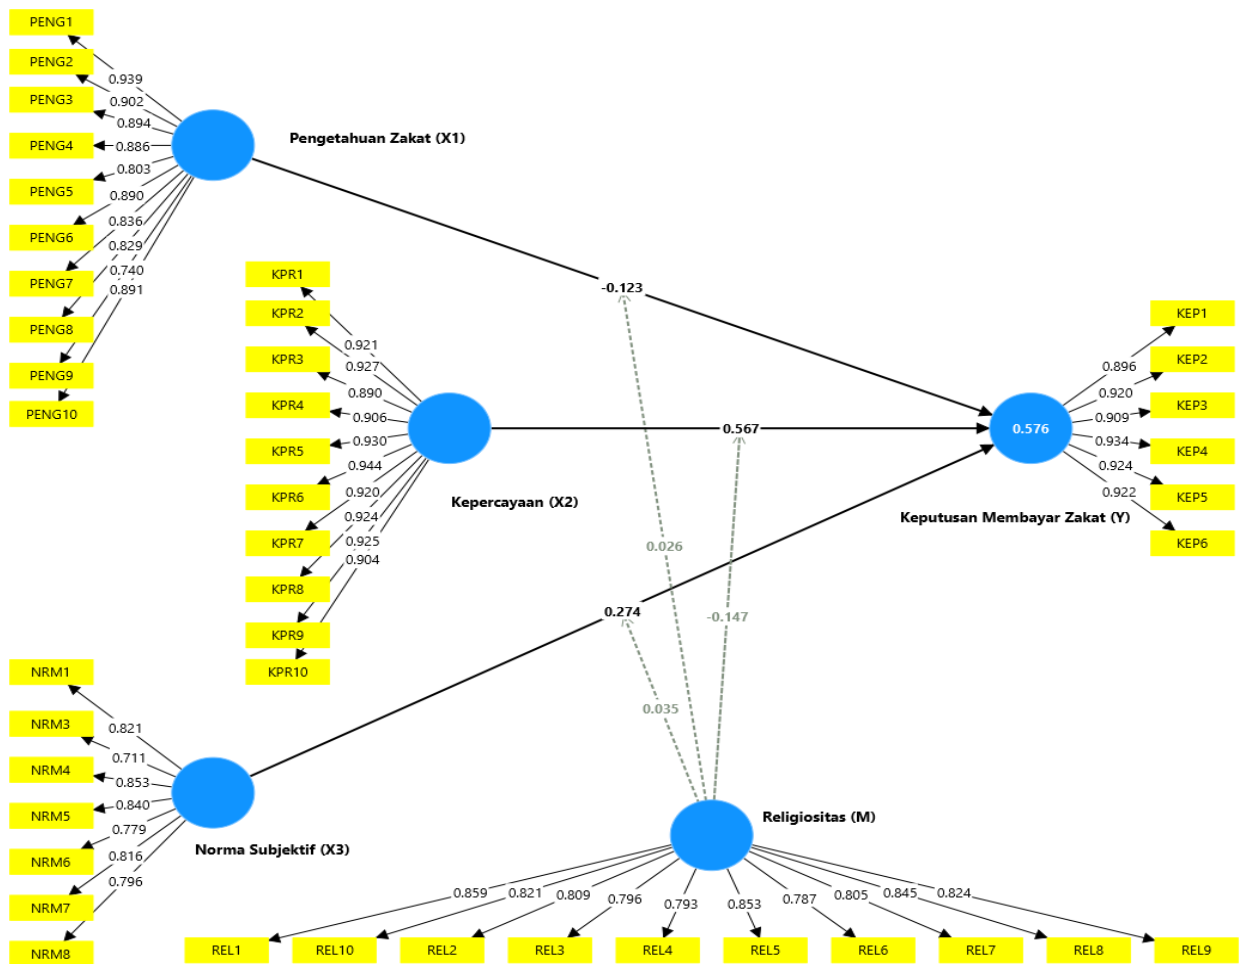 PENG1
PENG2
PENG3
PENG4
PENG5
PENG6
PENG7
PENG8
PENG9
PENG10
0.939
0.902
0.894
0.886
0.803
0.890
0.836
0.829
0.740
0.891
Pengetahuan Zakat (X1)
-0.123
KPR1
KPR2
KPR3
KPR4
KPR5
KPR6
KPR7
KPR8
KPR9
KPR10
0.921
0.927
0.890
0.906
0.930
0.944
0.920
0.924
0.925
0.904
Kepercayaan (X2)
0.567
KEP1
KEP2
KEP3
KEP4
KEP5
KEP6
0.896
0.920
0.909
0.934
0.924
0.922
0.576
Keputusan Membayar Zakat (Y)
0.026
-0.147
0.035
0.274
NRM1
NRM3
NRM4
NRM5
NRM6
NRM7
NRM8
0.821
0.711
0.853
0.840
0.779
0.816
0.796
Norma Subjektif (X3)
Religiositas (M)
0.859
0.821
0.809
0.796
0.793
0.853
0.787
0.805
0.845
0.824
REL1
REL10
REL2
REL3
REL4
REL5
REL6
REL7
REL8
REL9